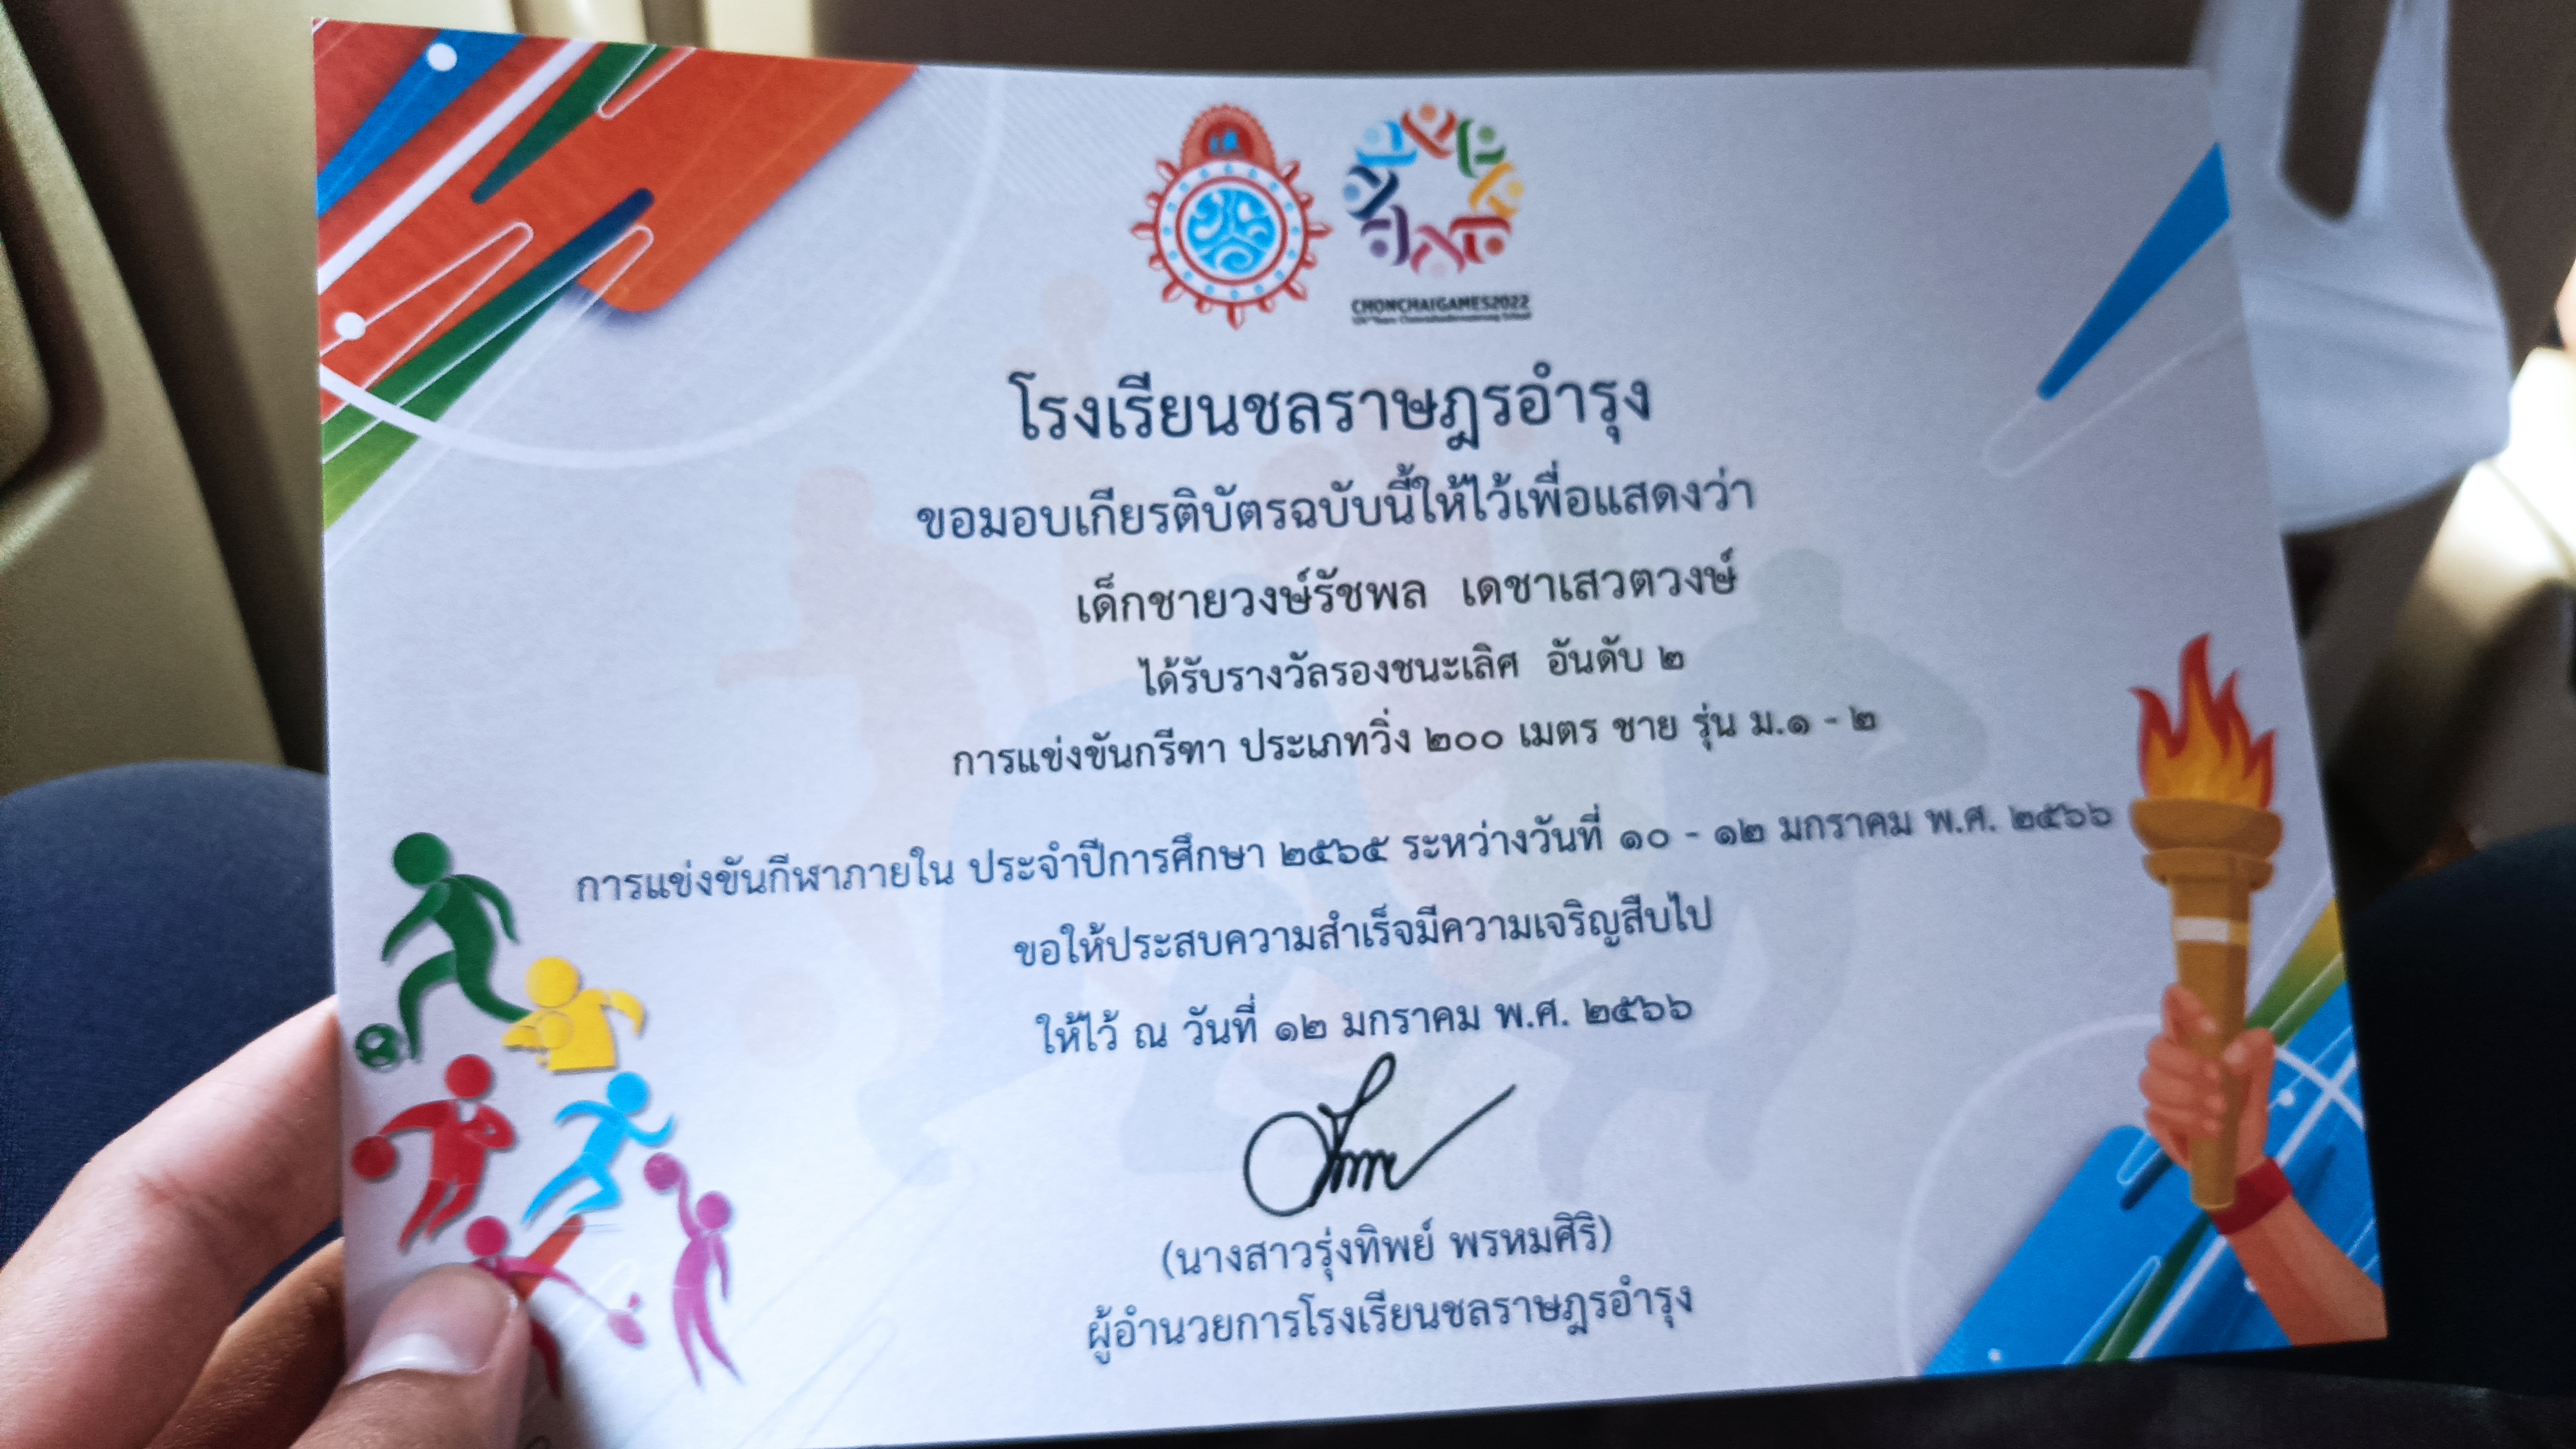 CHONCHAIGAMES2022
โรงเรียนชลราษฎรอำรุง
ขอมอบเกียรติบัตรฉบับนี้ให้ไว้เพื่อแสดงว่า
เด็กชายวงษ์รัชพล เดชาเสวตวงษ์
ได้รับรางวัลรองชนะเลิศ อันดับ ๒
การแข่งขันกรีฑา ประเภทวิ่ง ๒๐๐ เมตร ชาย รุ่น ม.๑ - ๒
การแข่งขันกีฬาภายใน ประจำปีการศึกษา ๒๕๖๕ ระหว่างวันที่ ๑๐ - ๑๒ มกราคม พ.ศ. ๒๕๖๖
ขอให้ประสบความสำเร็จมีความเจริญสืบไป
ให้ไว้ ณ วันที่ ๑๒ มกราคม พ.ศ. ๒๕๖๖
(นางสาวรุ่งทิพย์ พรหมศิริ)
ผู้อำนวยการโรงเรียนชลราษฎรอำรุง